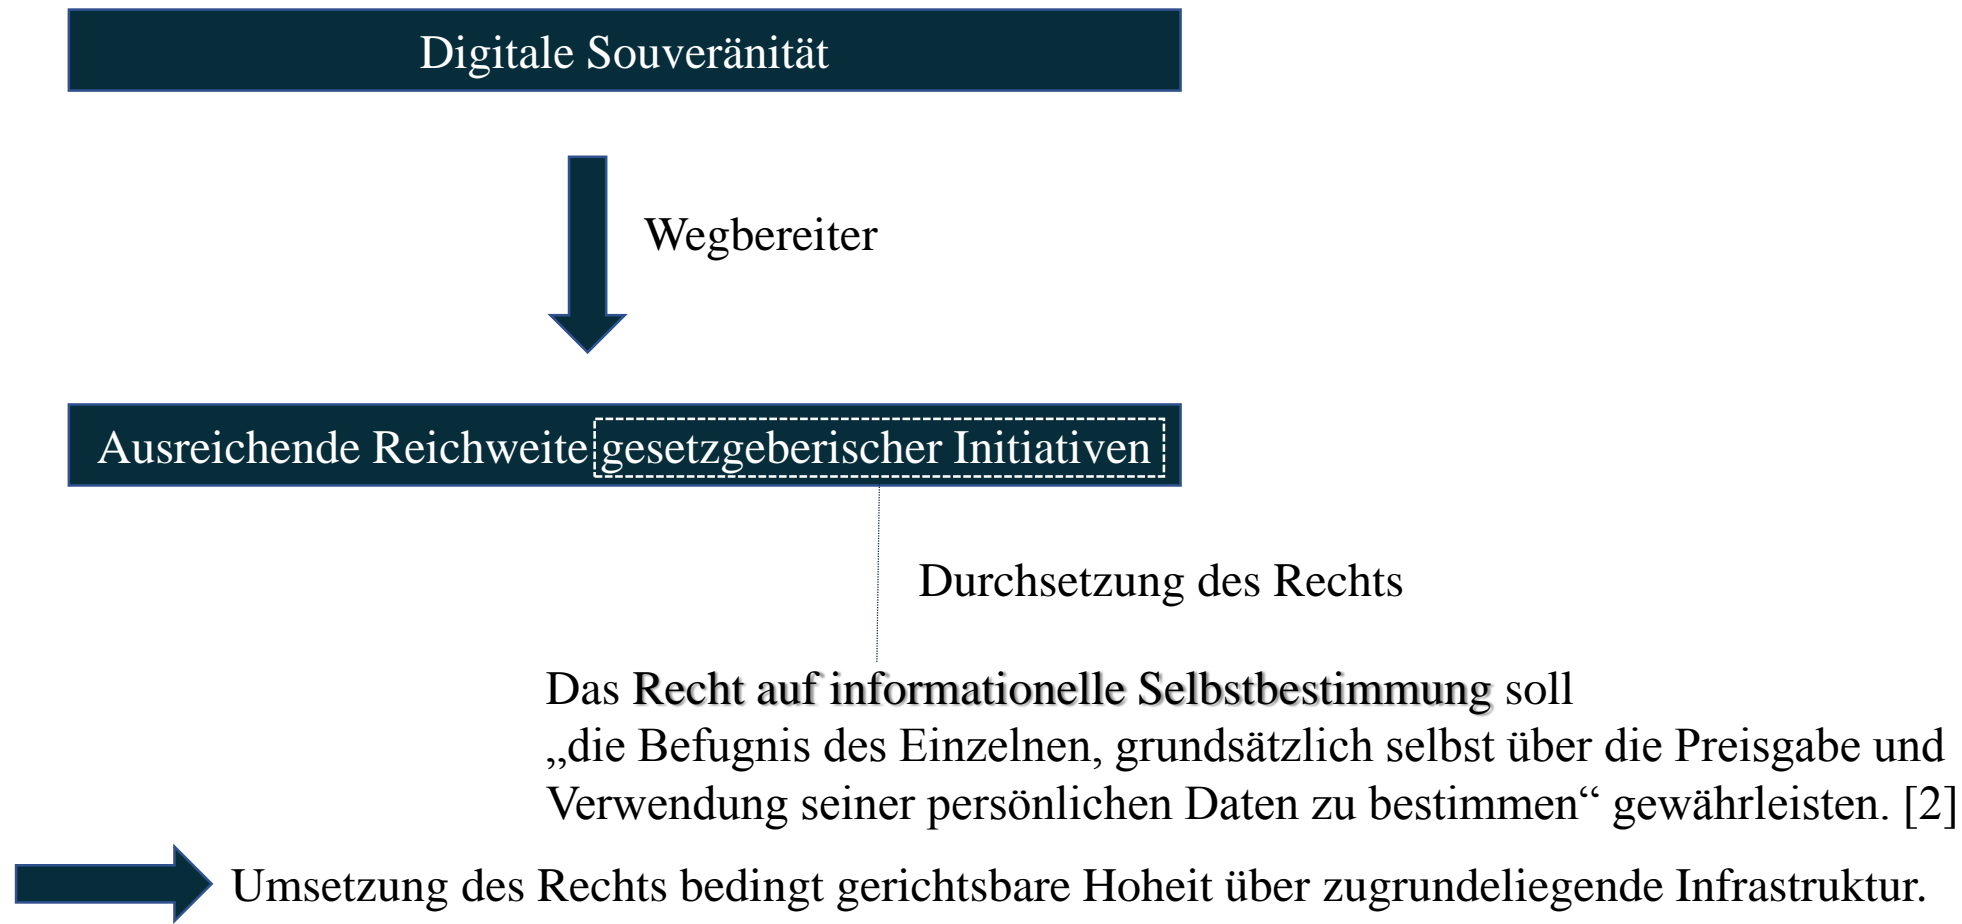 Digitale Souveränität
Wegbereiter
Ausreichende Reichweite gesetzgeberischer Initiativen
Durchsetzung des Rechts
Das Recht auf informationelle Selbstbestimmung soll
„die Befugnis des Einzelnen, grundsätzlich selbst über die Preisgabe und
Verwendung seiner persönlichen Daten zu bestimmen“ gewährleisten. [2]
Umsetzung des Rechts bedingt gerichtsbare Hoheit über zugrundeliegende Infrastruktur.